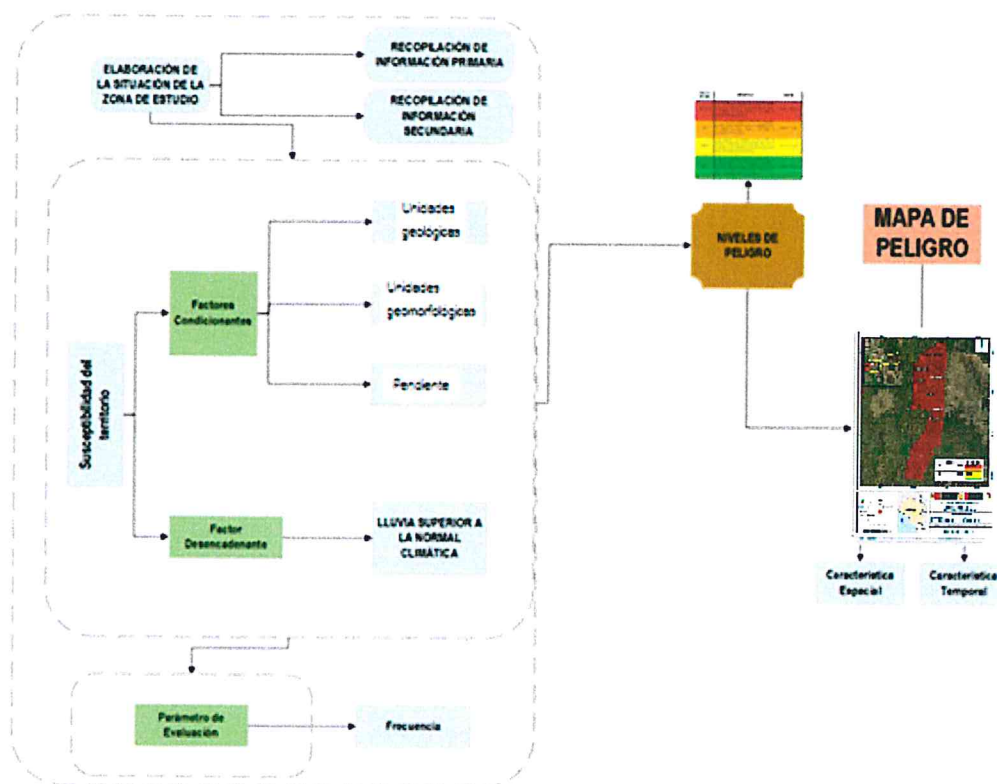 ELABORACIÓN DE
LA SITUACIÓN DE LA
ZONA DE ESTUDIO
RECOPILACIÓN DE
INFORMACIÓN PRIMARIA
RECOPILACIÓN DE
INFORMACIÓN
SECUNDARIA
Susceptibilidad del
territorio
Factores
Condicionantes
Unidades
geológicas
Unidades
geomorfológicas
Pendiente
Factor
Desencadenante
LLUVIA SUPERIOR A
LA NORMAL
CLIMÁTICA
Parámetro de
Evaluación
Frecuencia
NIVELES DE
PELIGRO
MAPA DE
PELIGRO
Característica
Espacial
Característica
Temporal